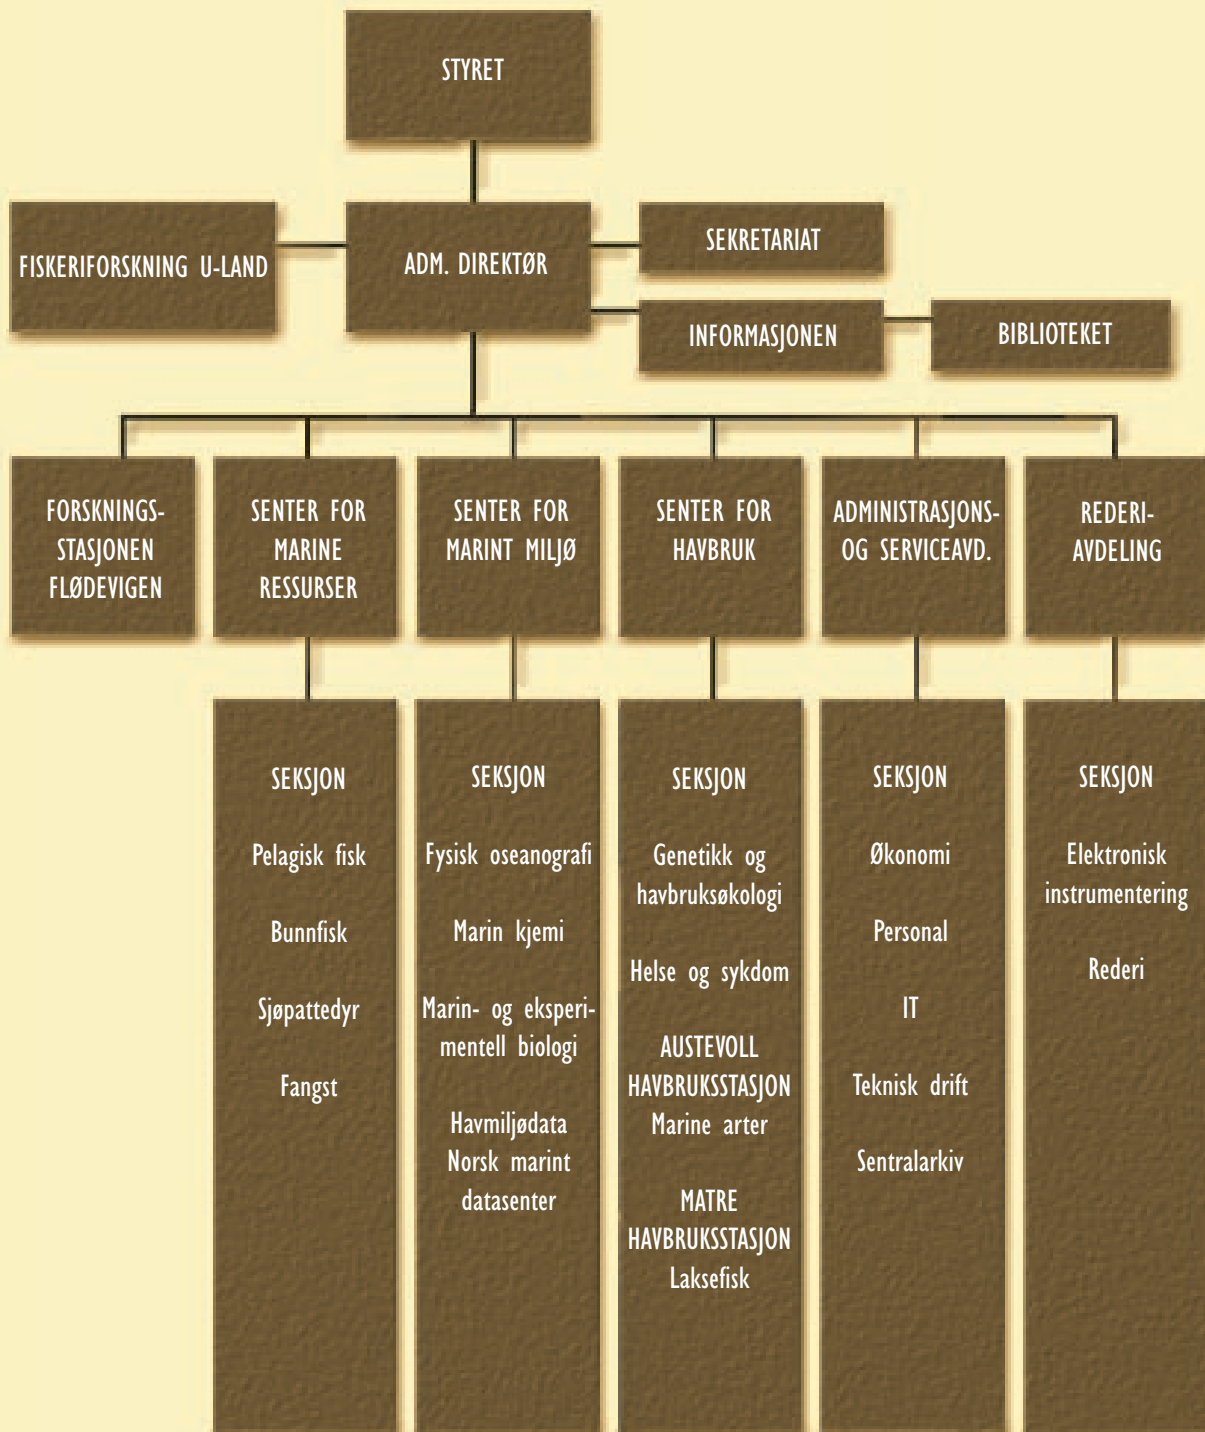 STYRET
FISKERIFORSKNING U-LAND
ADM. DIREKTØR
SEKRETARIAT
INFORMASJONEN
BIBLIOTEKET
FORSKNINGS-
STASJONEN
FLØDEVIGEN
SENTER FOR
MARINE
RESSURSER
SENTER FOR
MARINT MILJØ
SENTER FOR
HAVBRUK
ADMINISTRASJONS-
OG SERVICEAVD.
REDERI-
AVDELING
SEKSJON
Pelagisk fisk
Bunnfisk
Sjøpattedyr
Fangst
SEKSJON
Fysisk oseanografi
Marin kjemi
Marin- og eksperi-
mentell biologi
Havmiljødata
Norsk marint
datasenter
SEKSJON
Genetikk og
havbruksøkologi
Helse og sykdom
AUSTEVOLL
HAVBRUKSSTASJON
Marine arter
MATRE
HAVBRUKSSTASJON
Laksefisk
SEKSJON
Økonomi
Personal
IT
Teknisk drift
Sentralarkiv
SEKSJON
Elektronisk
instrumentering
Rederi